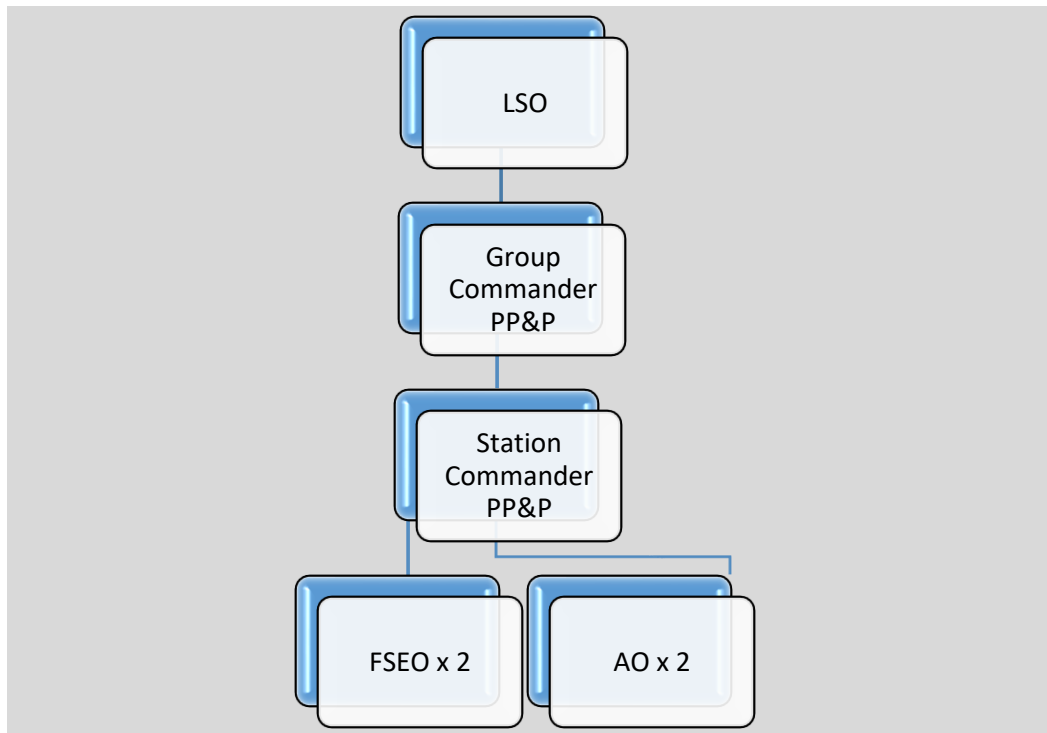 LSO
Group
Commander
PP&P
Station
Commander
PP&P
FSEO x 2
AO x 2